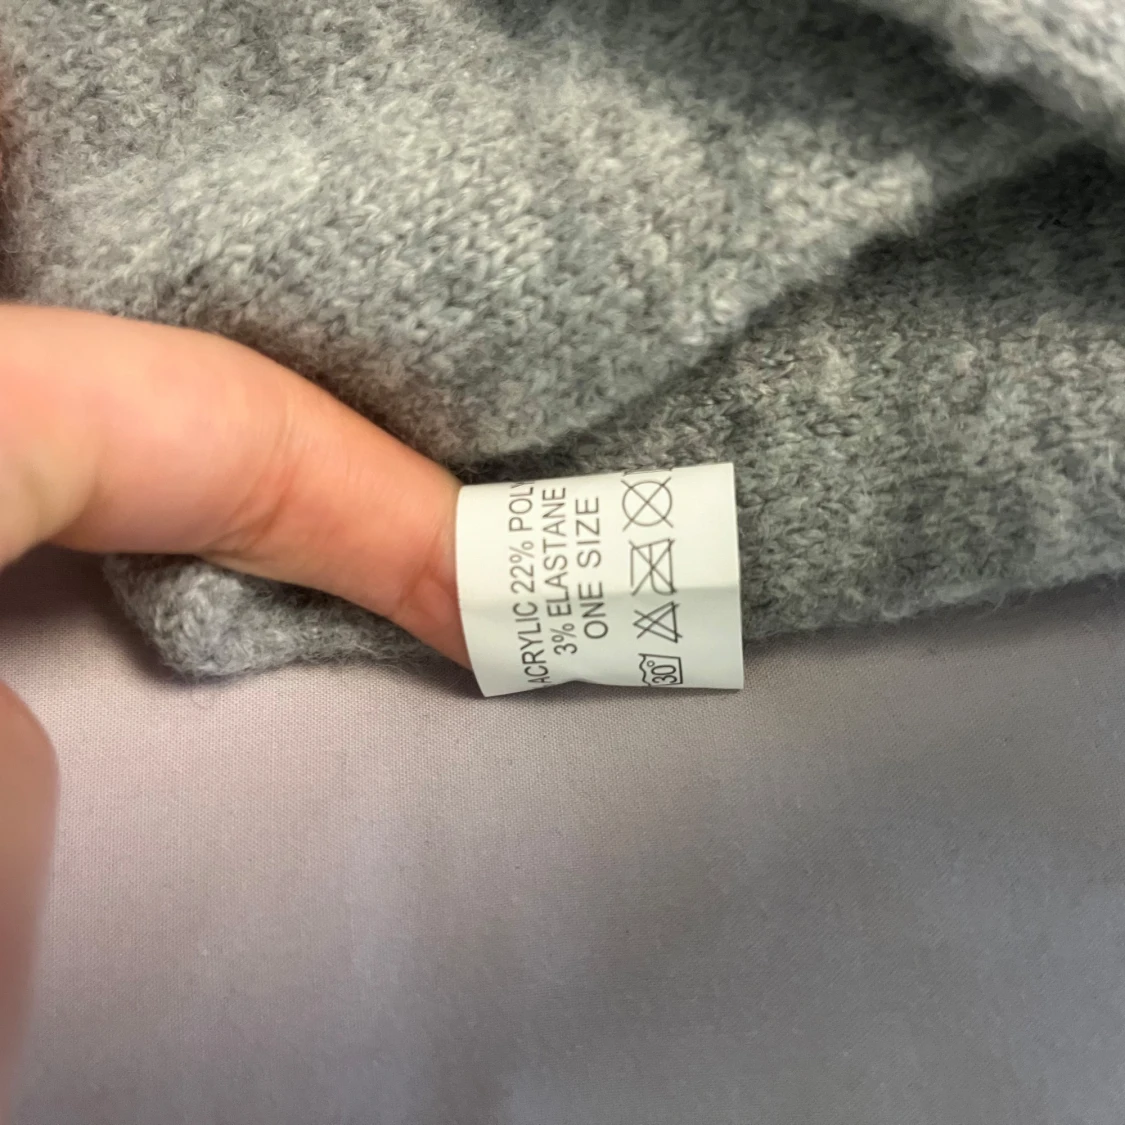 ACRYLIC 22% POLY
3% ELASTANE
ONE SIZE
30°